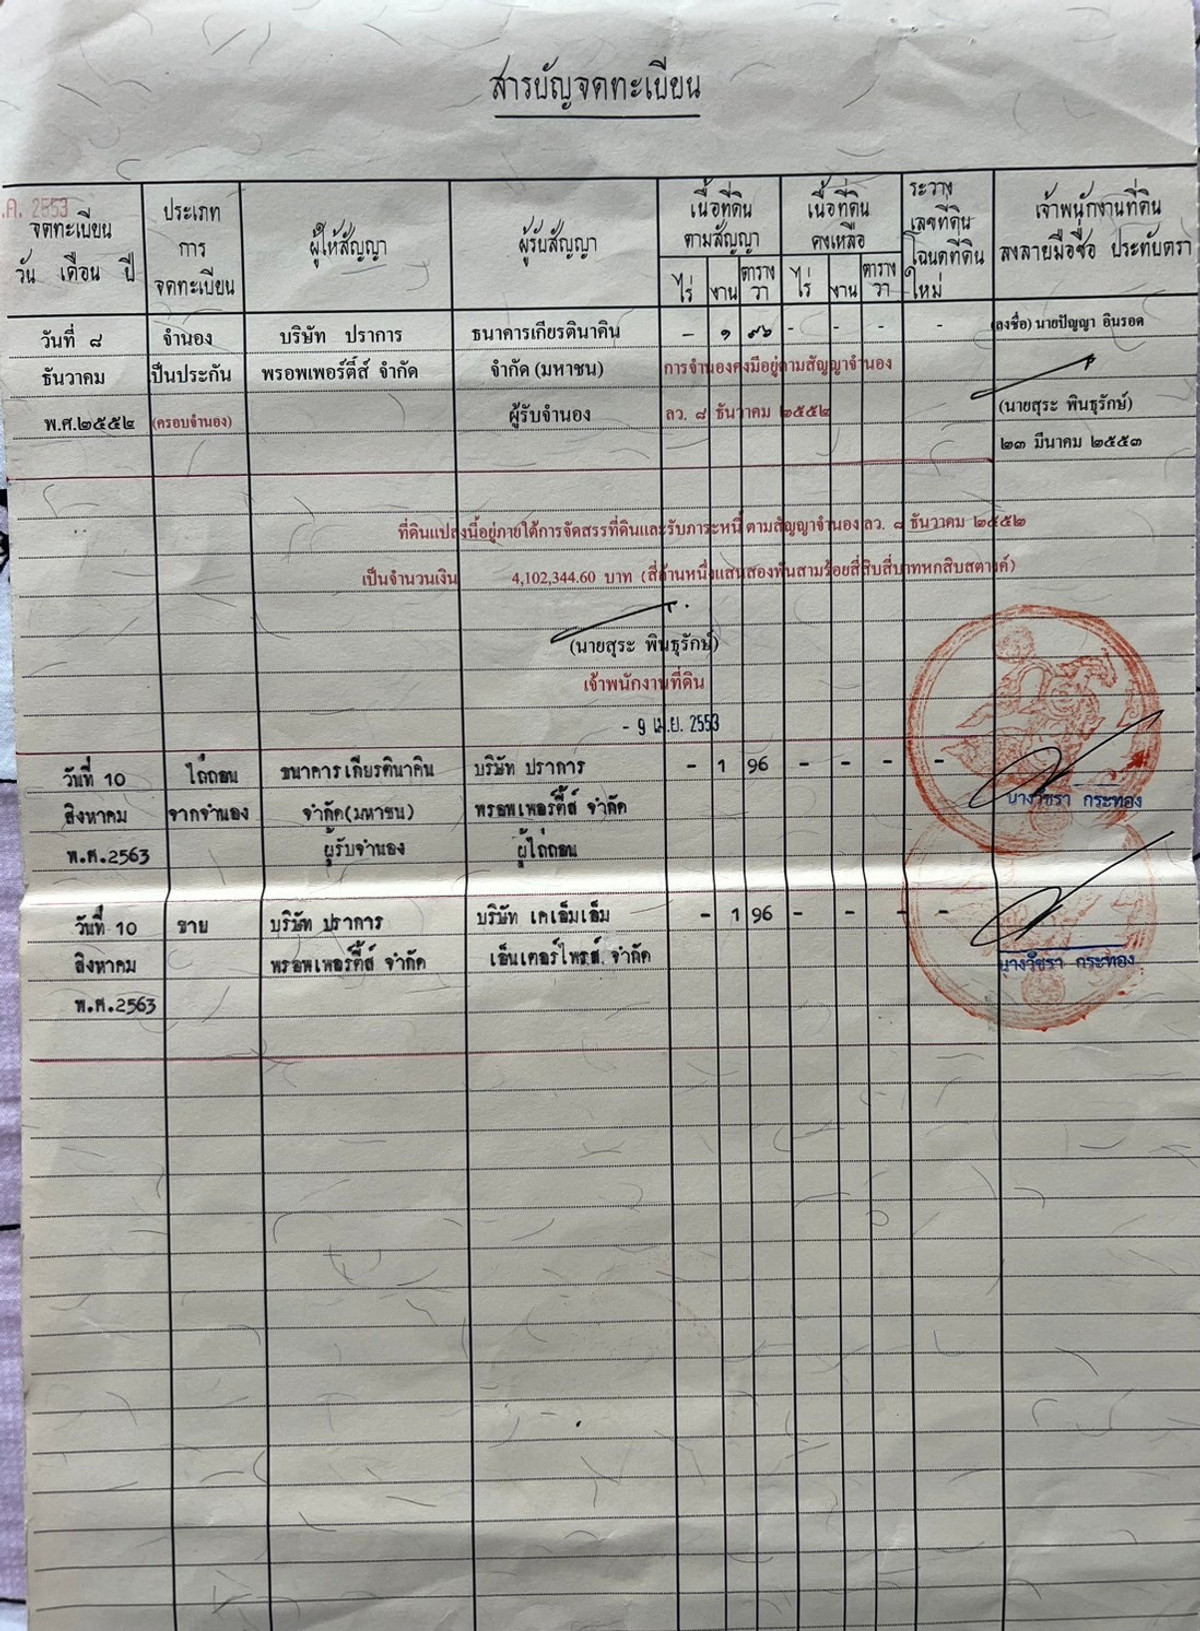 สารบัญจดทะเบียน
ค. 2553
จดทะเบียน
วัน เดือน ปี
ประเภท
การ
จดทะเบียน
ผู้ให้สัญญา
ผู้รับสัญญา
เนื้อที่ดิน
ตามสัญญา
ไร่ งาน ตาราง
วา
เนื้อที่ดิน
คงเหลือ
ไร่ งาน ตาราง
วา
ระวาง
เลขที่ดิน
โฉนดที่ดิน
ใหม่
เจ้าพนักงานที่ดิน
ลงลายมือชื่อ ประทับตรา
วันที่ ๘ จำนอง บริษัท ปราการ ธนาคารเกียรตินาคิน - ๑ ๙๖ - - - - (ลงชื่อ) นายปัญญา อินรอด
ธันวาคม เป็นประกัน พรอพเพอร์ตี้ส์ จำกัด จำกัด (มหาชน) การจำนองคงมีอยู่ตามสัญญาจำนอง
พ.ศ.๒๕๕๒ (ครอบจำนอง) ผู้รับจำนอง ลว. ๘ ธันวาคม ๒๕๕๒ (นายสุระ พินธุรักษ์)
๒๓ มีนาคม ๒๕๕๓
ที่ดินแปลงนี้อยู่ภายใต้การจัดสรรที่ดินและรับภาระหนี้ ตามสัญญาจำนอง ลว. ๘ ธันวาคม ๒๕๕๒
เป็นจำนวนเงิน 4,102,344.60 บาท (สี่ล้านหนึ่งแสนสองพันสามร้อยสี่สิบสี่บาทหกสิบสตางค์)
(นายสุระ พินธุรักษ์)
เจ้าพนักงานที่ดิน
- 9 เม.ย. 2553
วันที่ 10 ไถ่ถอน ธนาคารเกียรตินาคิน บริษัท ปราการ - 1 96 - - - -
สิงหาคม จากจำนอง จำกัด(มหาชน) พรอพเพอร์ตี้ส์ จำกัด นางวัชรา กระทอง
พ.ศ.2563 ผู้รับจำนอง ผู้ไถ่ถอน
วันที่ 10 ขาย บริษัท ปราการ บริษัท เคเอ็มเอ็ม - 1 96 - - - -
สิงหาคม พรอพเพอร์ตี้ส์ จำกัด เอ็นเตอร์ไพรส์ จำกัด นางวัชรา กระทอง
พ.ศ.2563